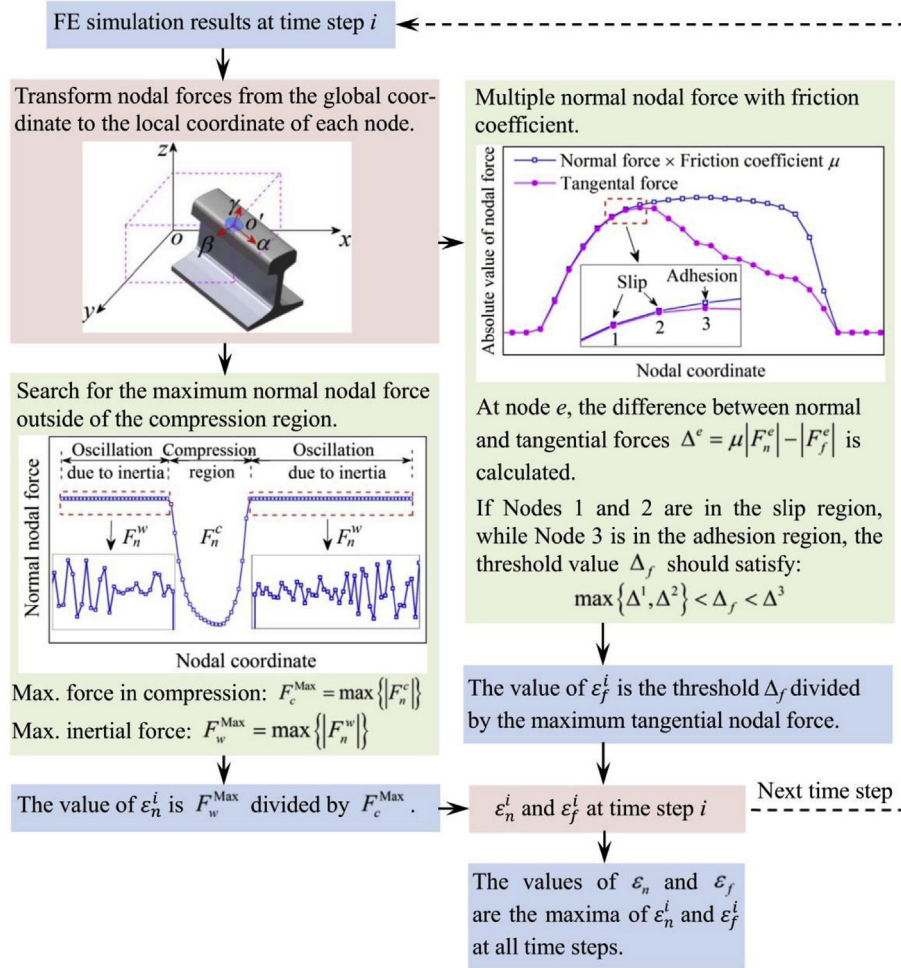 FE simulation results at time step i
Transform nodal forces from the global coor-
dinate to the local coordinate of each node.
z
γ
o'
o
α
x
β
y
Search for the maximum normal nodal force
outside of the compression region.
Oscillation Compression Oscillation
due to inertia region due to inertia
Normal nodal force
F_n^w F_n^c F_n^w
Nodal coordinate
Max. force in compression: F_c^Max = max{|F_n^c|}
Max. inertial force: F_w^Max = max{|F_n^w|}
The value of ε_n^i is F_w^Max divided by F_c^Max .
Multiple normal nodal force with friction
coefficient.
Absolute value of nodal force
Normal force × Friction coefficient μ
Tangental force
Slip
Adhesion
1 2 3
Nodal coordinate
At node e, the difference between normal
and tangential forces Δ^e = μ|F_n^e| − |F_f^e| is
calculated.
If Nodes 1 and 2 are in the slip region,
while Node 3 is in the adhesion region, the
threshold value Δ_f should satisfy:
max{Δ^1, Δ^2} < Δ_f < Δ^3
The value of ε_f^i is the threshold Δ_f divided
by the maximum tangential nodal force.
ε_n^i and ε_f^i at time step i
Next time step
The values of ε_n and ε_f
are the maxima of ε_n^i and ε_f^i
at all time steps.